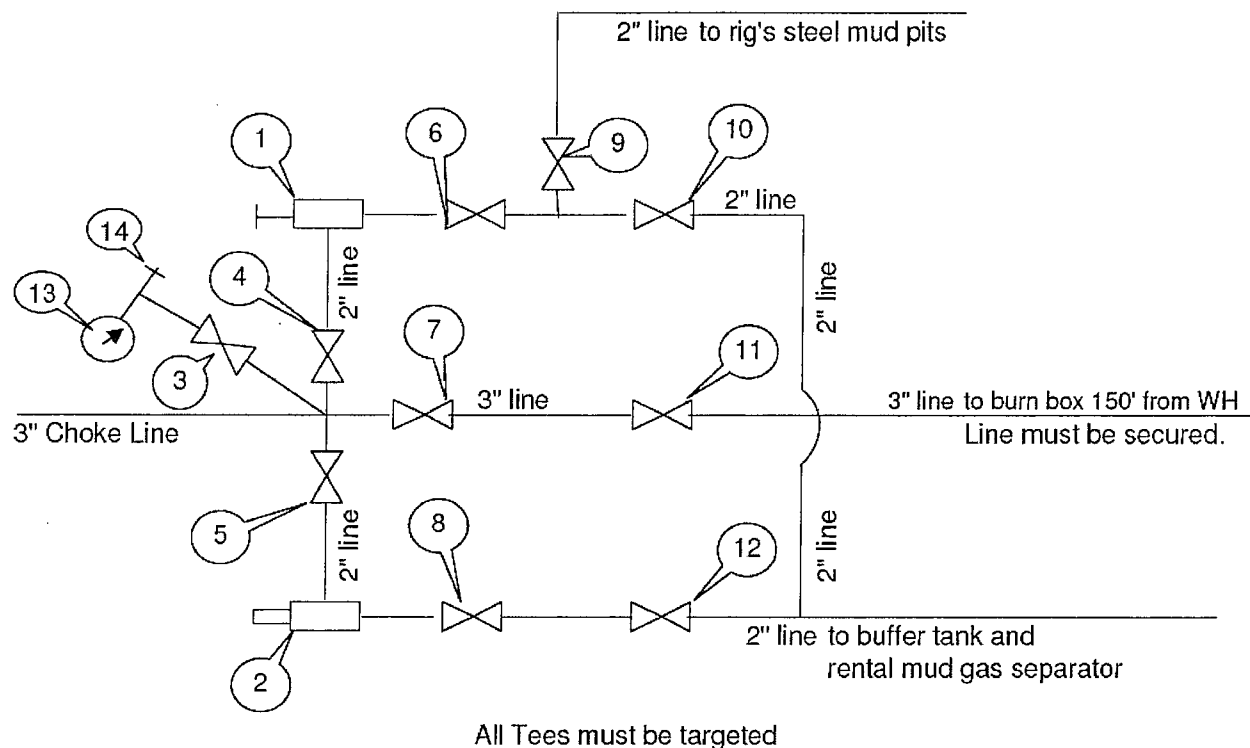 2" line to rig's steel mud pits
1
6
9
10
2" line
14
4
2" line
2" line
13
7
11
3
3" line
3" line to burn box 150' from WH
3" Choke Line
Line must be secured.
5
8
12
2" line
2" line
2
2" line to buffer tank and
rental mud gas separator
All Tees must be targeted